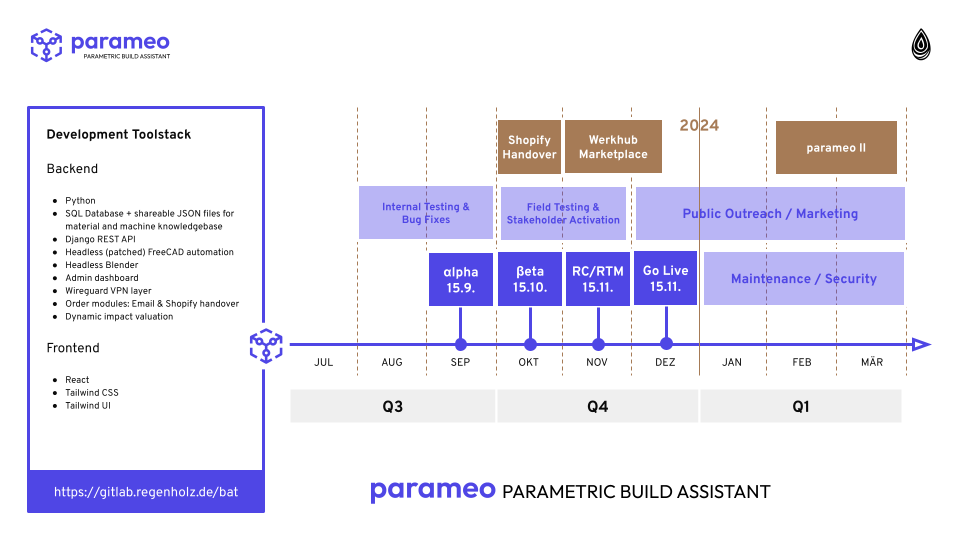 parameo
PARAMETRIC BUILD ASSISTANT
Development Toolstack
Backend
● Python
● SQL Database + shareable JSON files for
material and machine knowledgebase
● Django REST API
● Headless (patched) FreeCAD automation
● Headless Blender
● Admin dashboard
● Wireguard VPN layer
● Order modules: Email & Shopify handover
● Dynamic impact valuation
Frontend
● React
● Tailwind CSS
● Tailwind UI
https://gitlab.regenholz.de/bat
2024
Shopify
Handover
Werkhub
Marketplace
parameo II
Internal Testing &
Bug Fixes
Field Testing &
Stakeholder Activation
Public Outreach / Marketing
alpha
15.9.
βeta
15.10.
RC/RTM
15.11.
Go Live
15.11.
Maintenance / Security
JUL AUG SEP OKT NOV DEZ JAN FEB MÄR
Q3 Q4 Q1
parameo PARAMETRIC BUILD ASSISTANT